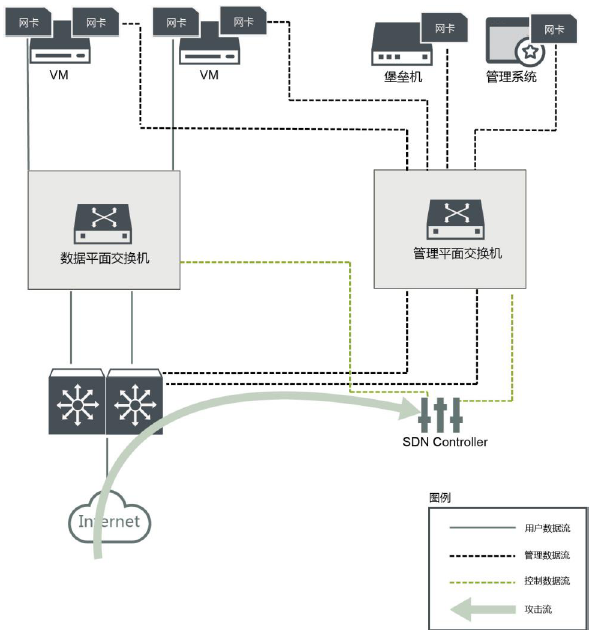 网卡
网卡
网卡
网卡
网卡
网卡
VM
VM
堡垒机
管理系统
数据平面交换机
管理平面交换机
SDN Controller
Internet
图例
用户数据流
管理数据流
控制数据流
攻击流